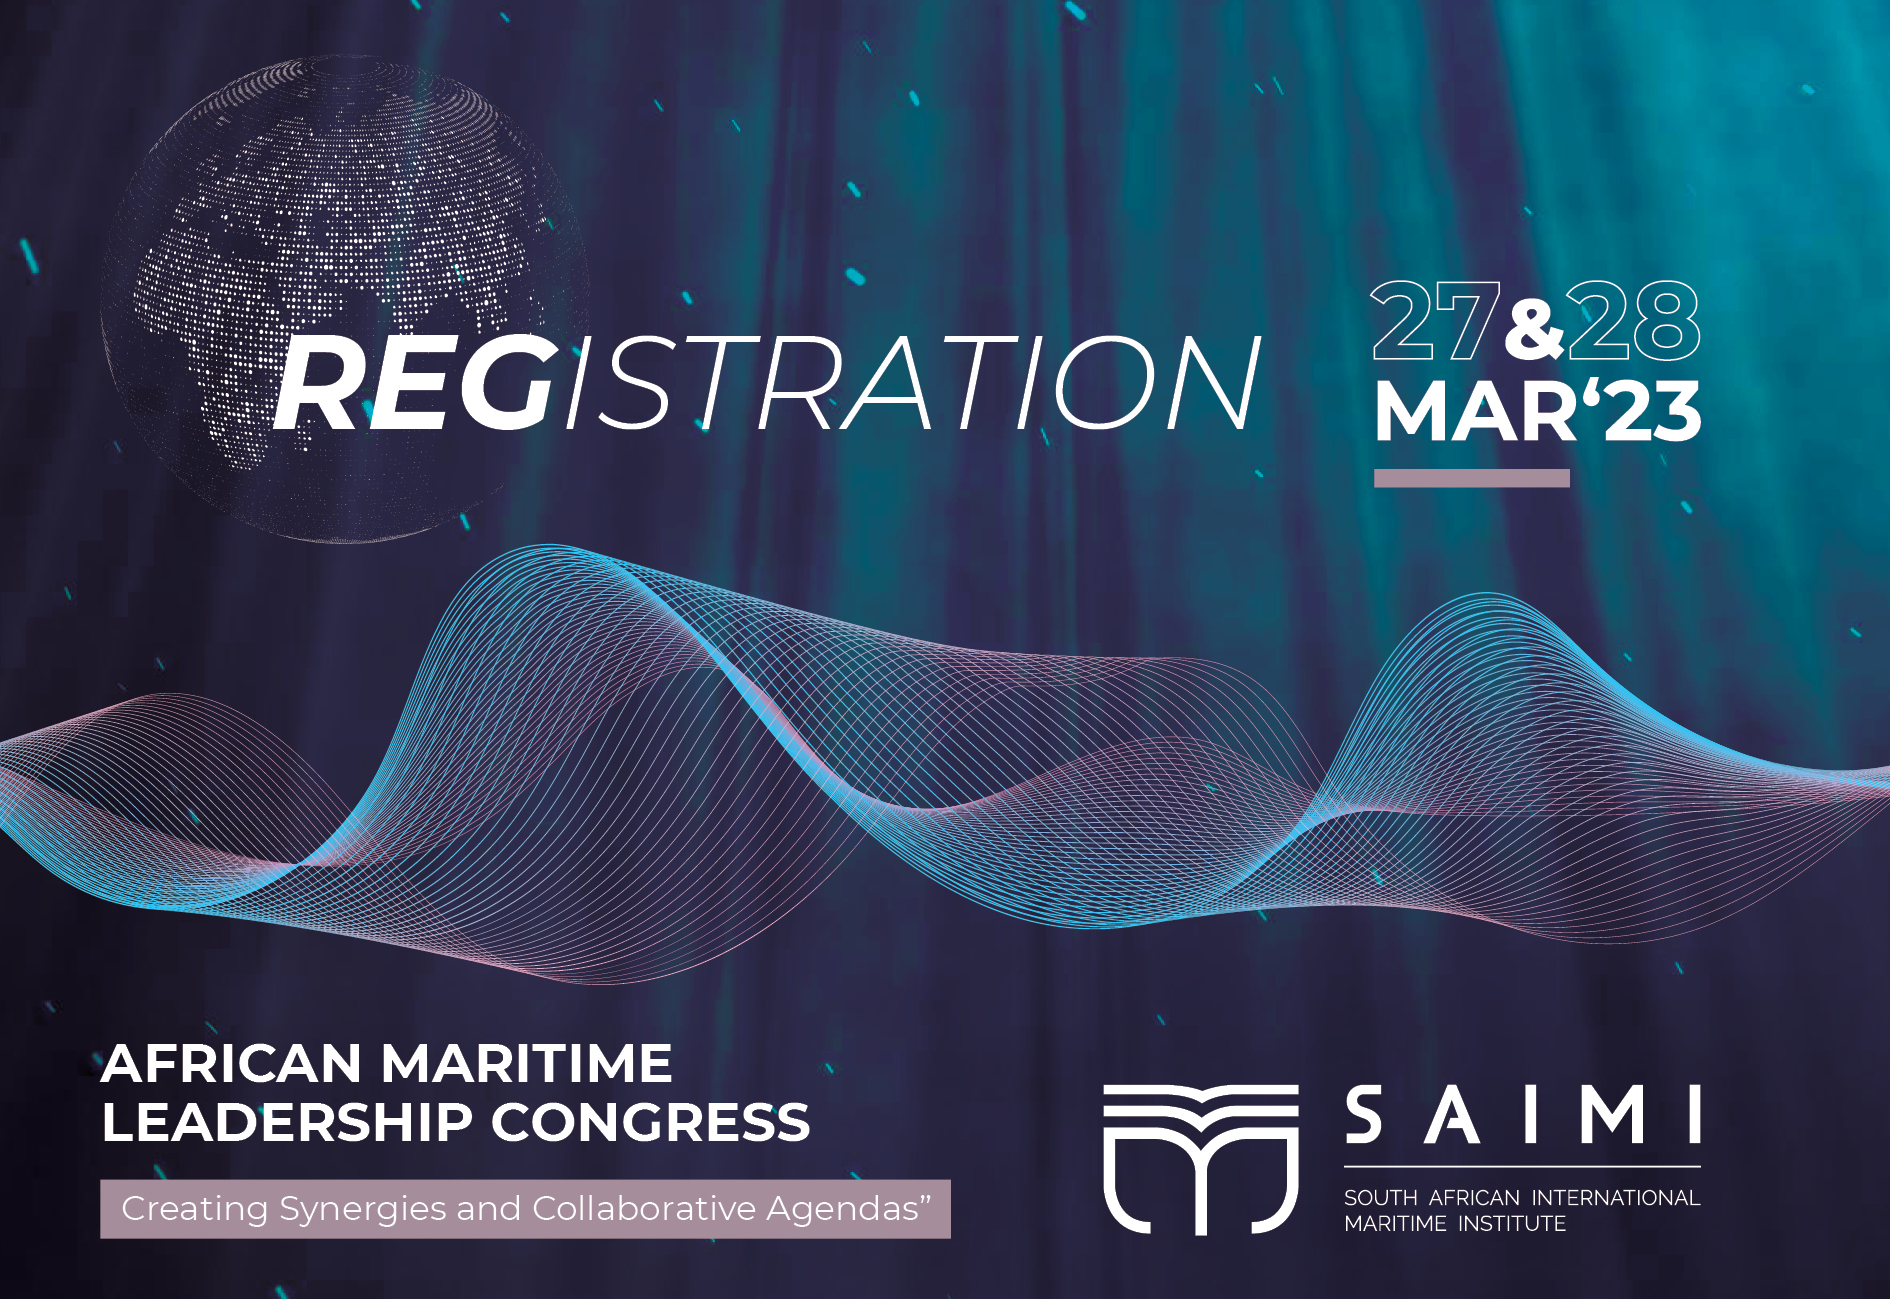 REGISTRATION
27&28
MAR‘23
AFRICAN MARITIME
LEADERSHIP CONGRESS
Creating Synergies and Collaborative Agendas”
SAIMI
SOUTH AFRICAN INTERNATIONAL
MARITIME INSTITUTE